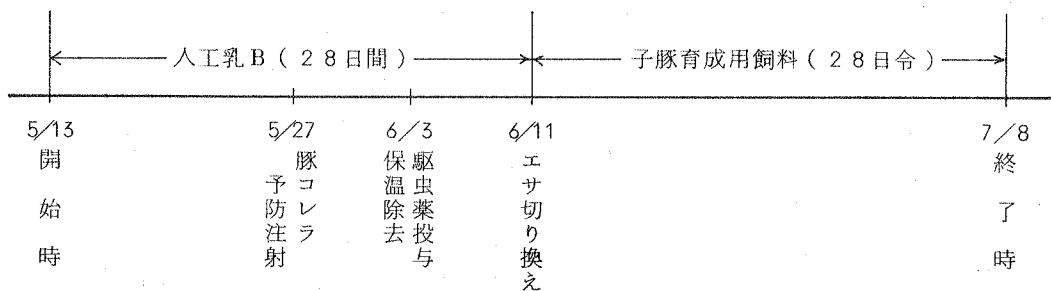 人工乳B(28日間)
子豚育成用飼料(28日令)
5/13
5/27
6/3
6/11
7/8
開始時
豚コレラ
予防注射
駆虫薬投与
保温除去
エサ切り換え
終了時